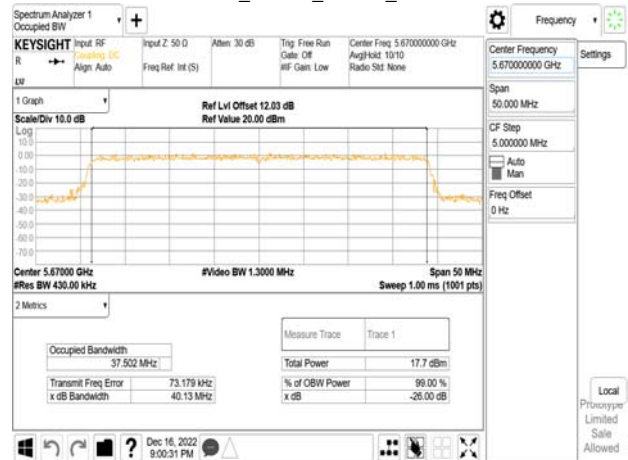 Spectrum Analyzer 1
Occupied BW
Frequency
KEYSIGHT
R
Input: RF
Coupling: DC
Align: Auto
Input Z: 50 Ω
Freq Ref: Int (S)
Atten: 30 dB
Trig: Free Run
Gate: Off
#IF Gain: Low
Center Freq: 5.670000000 GHz
Avg|Hold: 10/10
Radio Std: None
Center Frequency
5.670000000 GHz
Settings
Span
50.000 MHz
CF Step
5.000000 MHz
Auto
Man
Freq Offset
0 Hz
1 Graph
Scale/Div 10.0 dB
Ref Lvl Offset 12.03 dB
Ref Value 20.00 dBm
Log
10.0
0.00
-10.0
-20.0
-30.0
-40.0
-50.0
-60.0
-70.0
Center 5.67000 GHz
#Res BW 430.00 kHz
#Video BW 1.3000 MHz
Span 50 MHz
Sweep 1.00 ms (1001 pts)
2 Metrics
Measure Trace Trace 1
Occupied Bandwidth
37.502 MHz
Total Power 17.7 dBm
Transmit Freq Error 73.179 kHz
% of OBW Power 99.00 %
x dB Bandwidth 40.13 MHz
x dB -26.00 dB
Local
Prototype
Limited
Sale
Allowed
Dec 16, 2022
9:00:31 PM